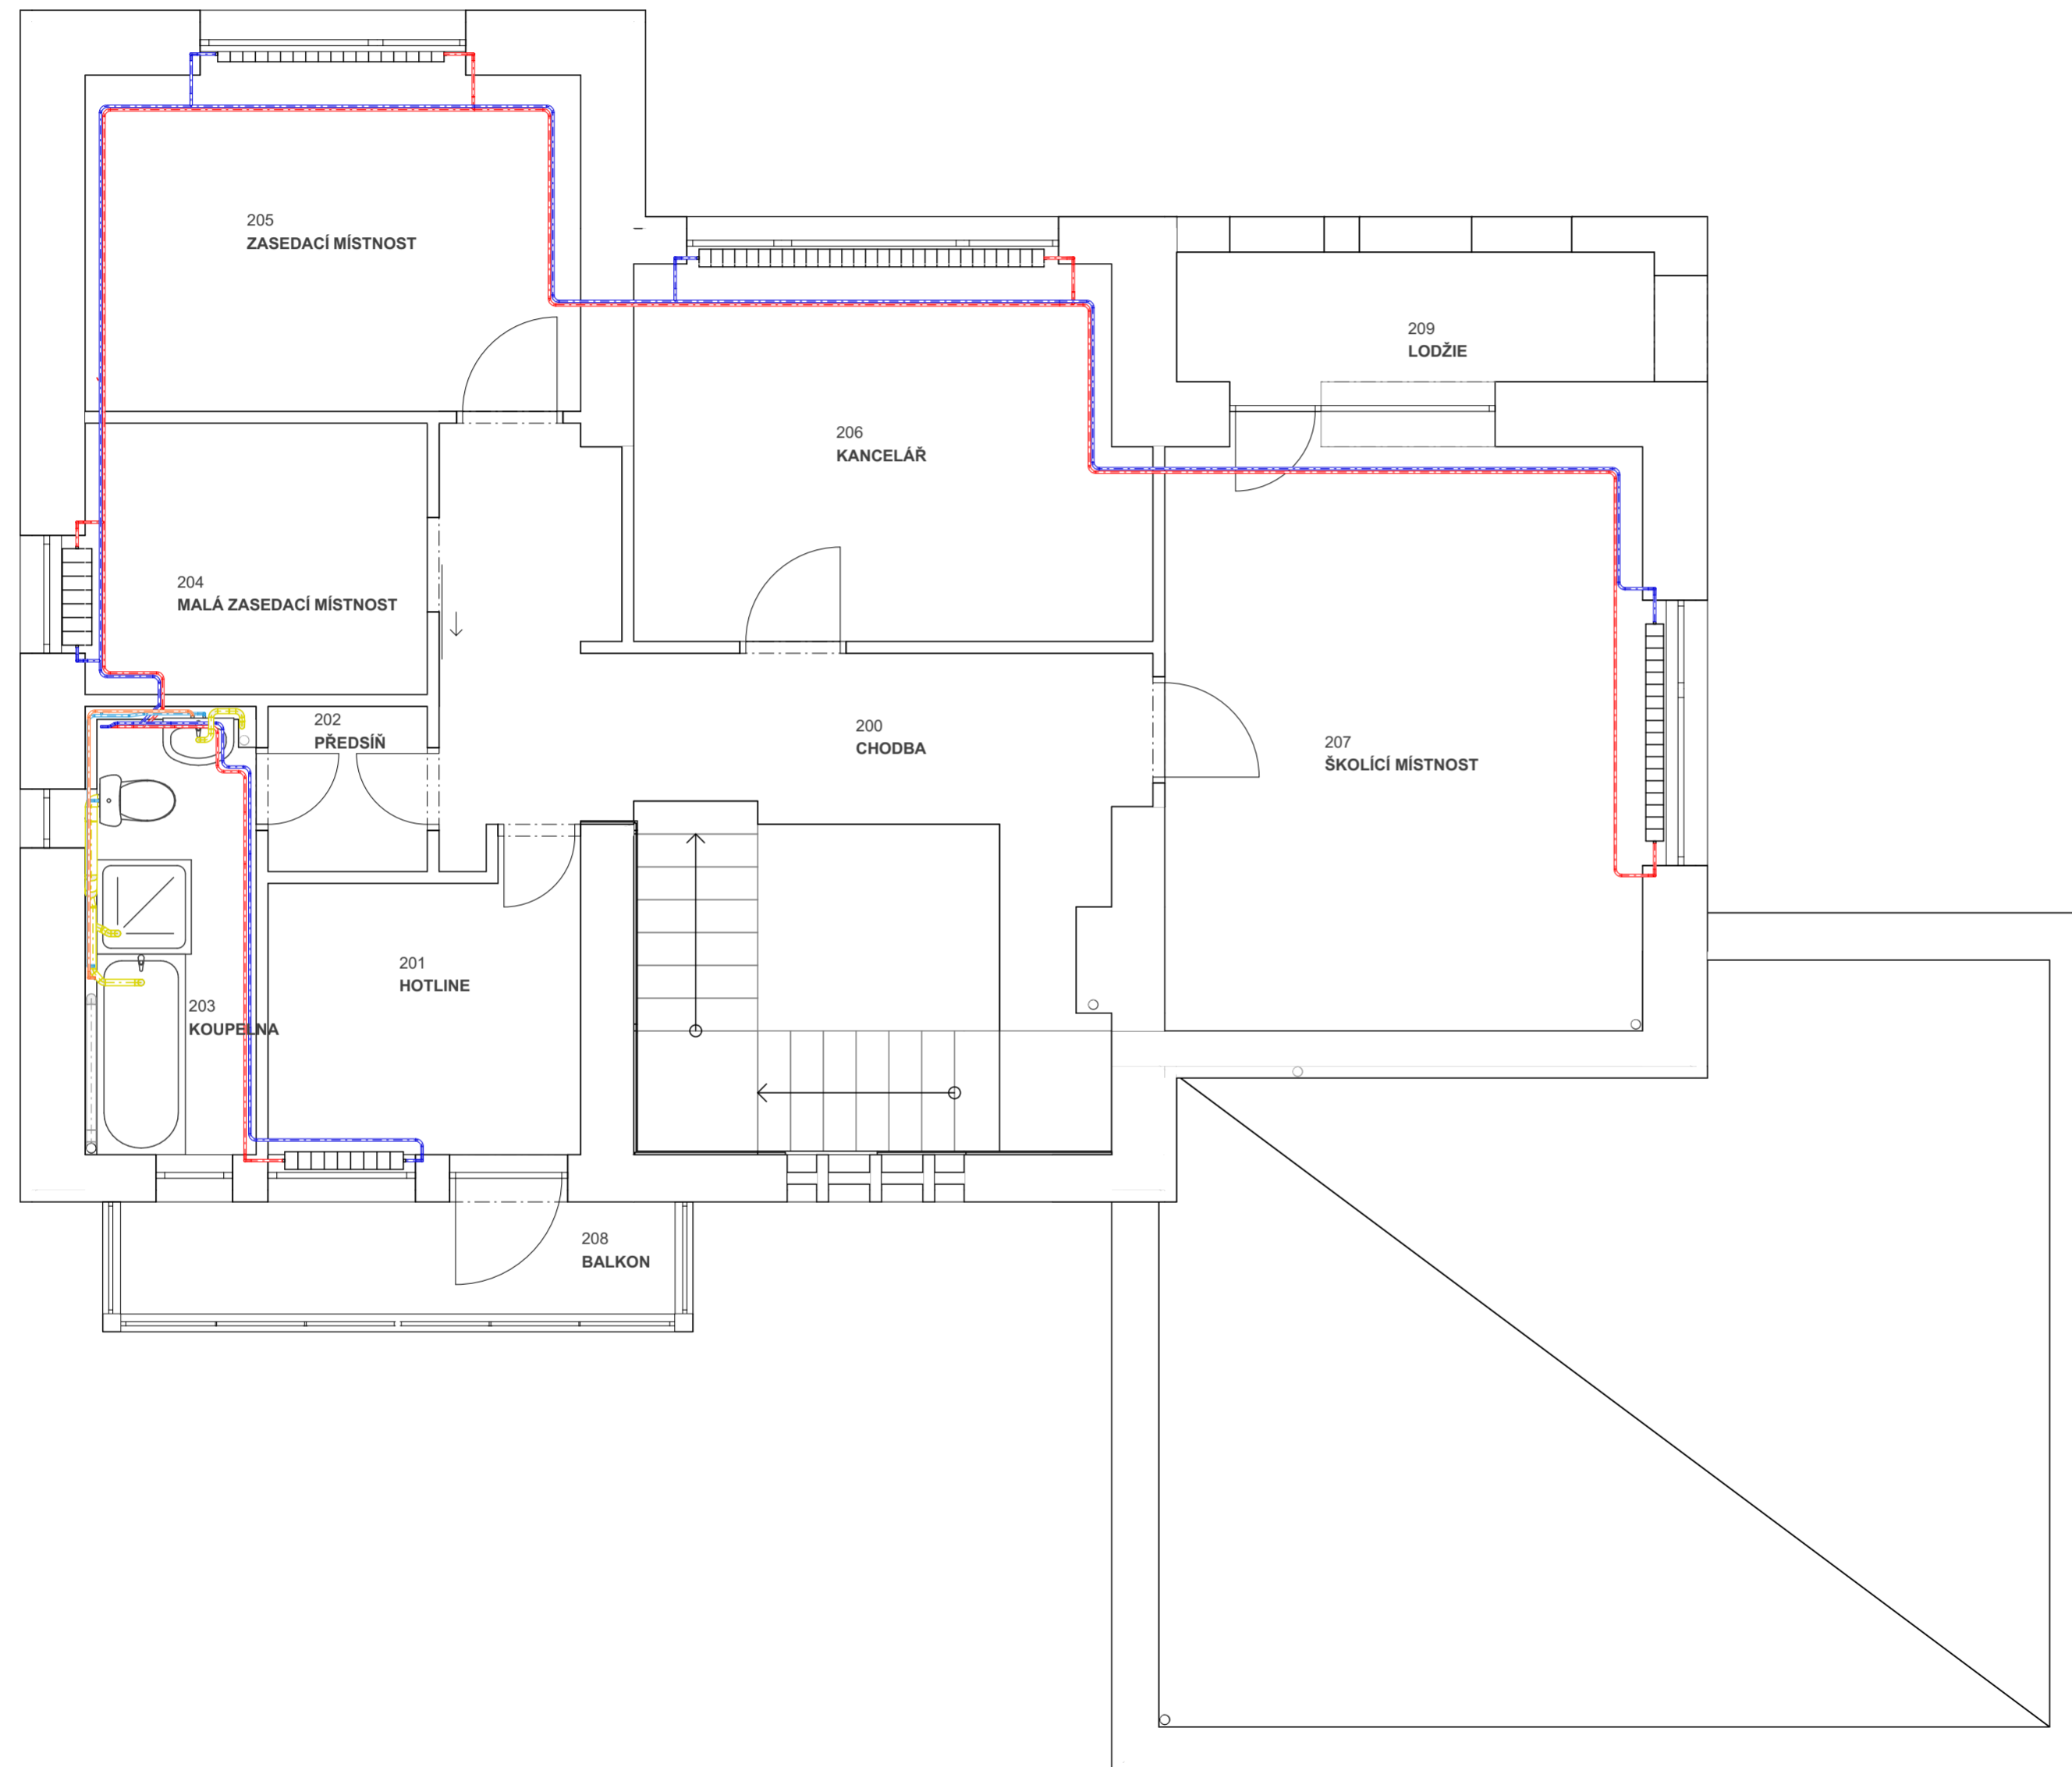 205
ZASEDACÍ MÍSTNOST
209
LODŽIE
206
KANCELÁŘ
204
MALÁ ZASEDACÍ MÍSTNOST
202
PŘEDSÍŇ
200
CHODBA
207
ŠKOLÍCÍ MÍSTNOST
201
HOTLINE
203
KOUPELNA
208
BALKON